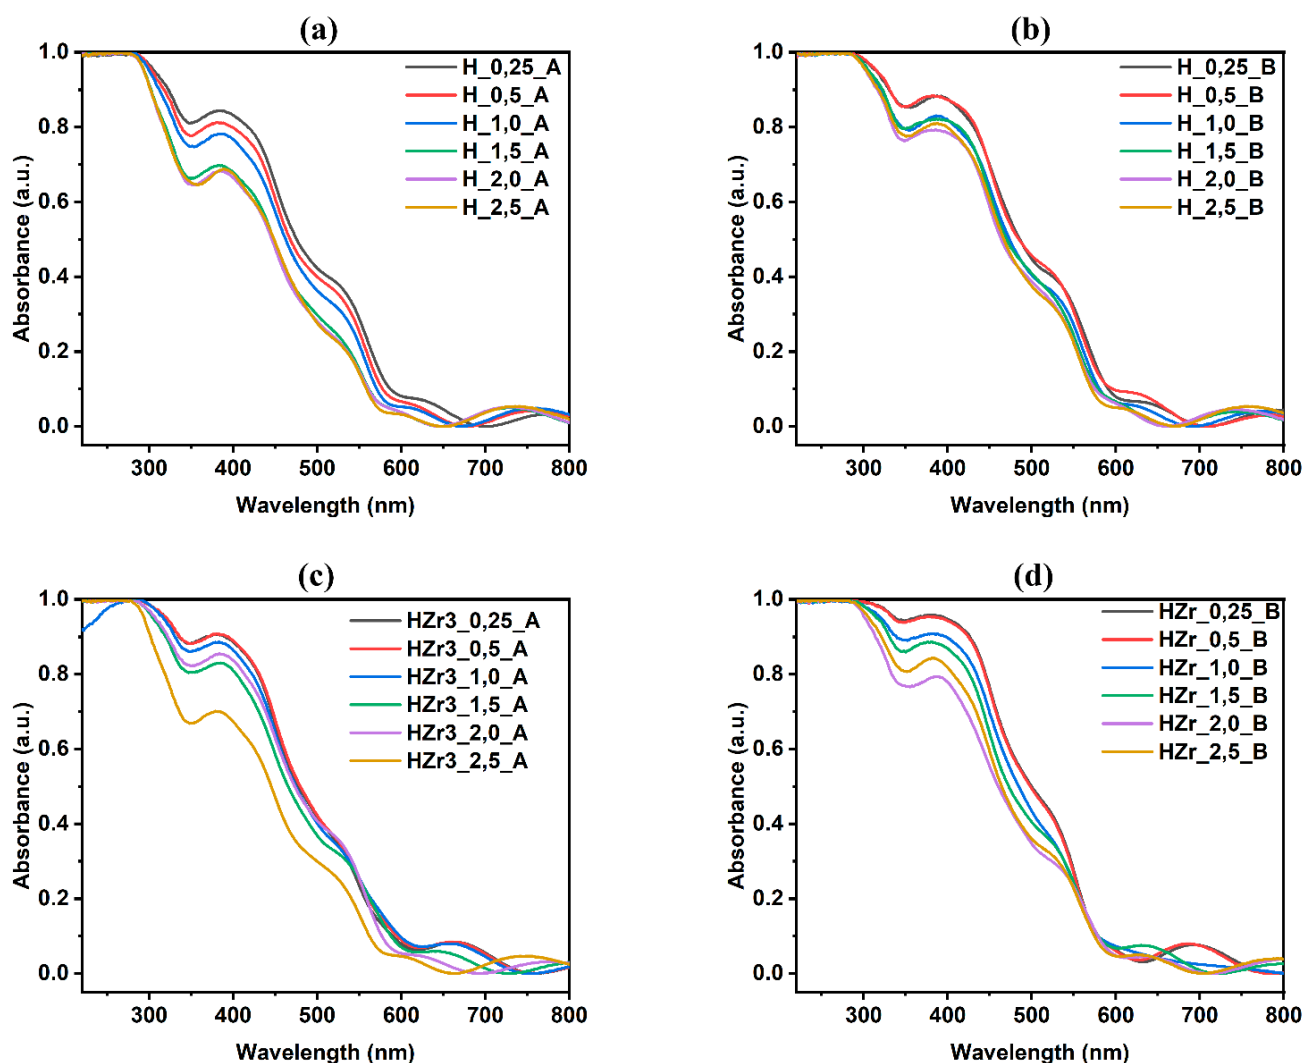 (a)
Absorbance (a.u.)
1.0
0.8
0.6
0.4
0.2
0.0
H_0,25_A
H_0,5_A
H_1,0_A
H_1,5_A
H_2,0_A
H_2,5_A
300 400 500 600 700 800
Wavelength (nm)
(b)
Absorbance (a.u.)
1.0
0.8
0.6
0.4
0.2
0.0
H_0,25_B
H_0,5_B
H_1,0_B
H_1,5_B
H_2,0_B
H_2,5_B
300 400 500 600 700 800
Wavelength (nm)
(c)
Absorbance (a.u.)
1.0
0.8
0.6
0.4
0.2
0.0
HZr3_0,25_A
HZr3_0,5_A
HZr3_1,0_A
HZr3_1,5_A
HZr3_2,0_A
HZr3_2,5_A
300 400 500 600 700 800
Wavelength (nm)
(d)
Absorbance (a.u.)
1.0
0.8
0.6
0.4
0.2
0.0
HZr_0,25_B
HZr_0,5_B
HZr_1,0_B
HZr_1,5_B
HZr_2,0_B
HZr_2,5_B
300 400 500 600 700 800
Wavelength (nm)